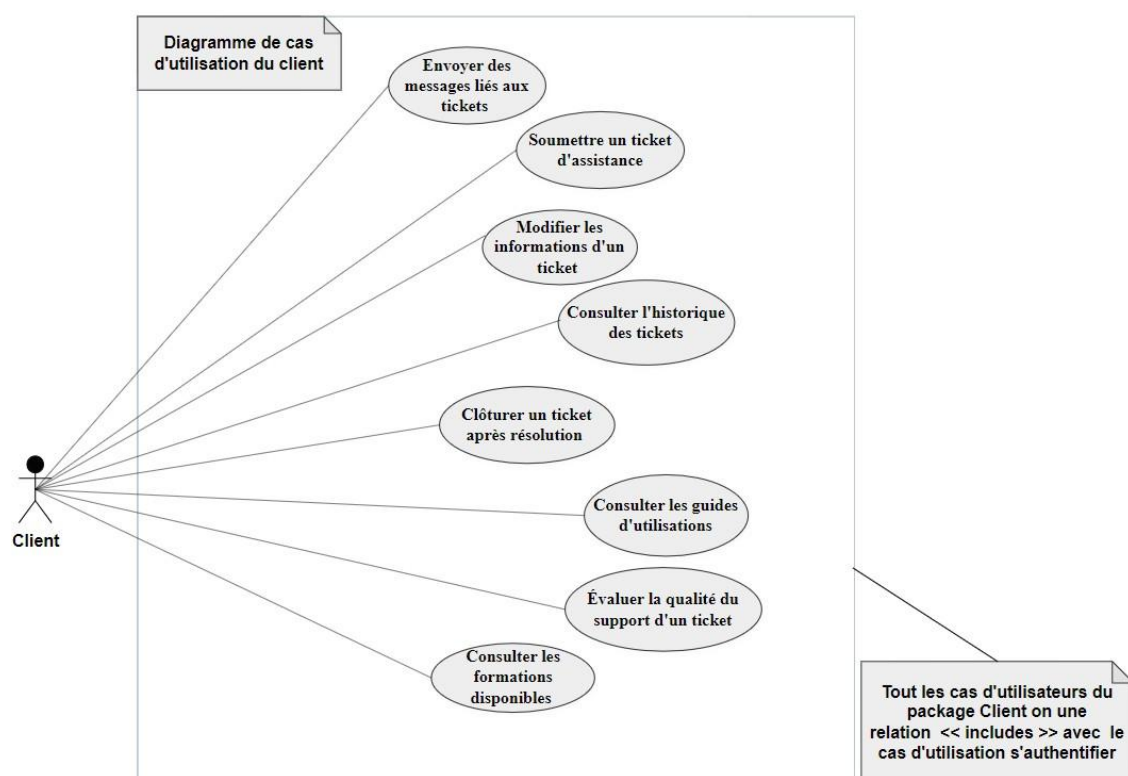 Diagramme de cas
d'utilisation du client
Envoyer des
messages liés aux
tickets
Soumettre un ticket
d'assistance
Modifier les
informations d'un
ticket
Consulter l'historique
des tickets
Clôturer un ticket
après résolution
Client
Consulter les guides
d'utilisations
Évaluer la qualité du
support d'un ticket
Consulter les
formations
disponibles
Tout les cas d'utilisateurs du
package Client on une
relation << includes >> avec le
cas d'utilisation s'authentifier